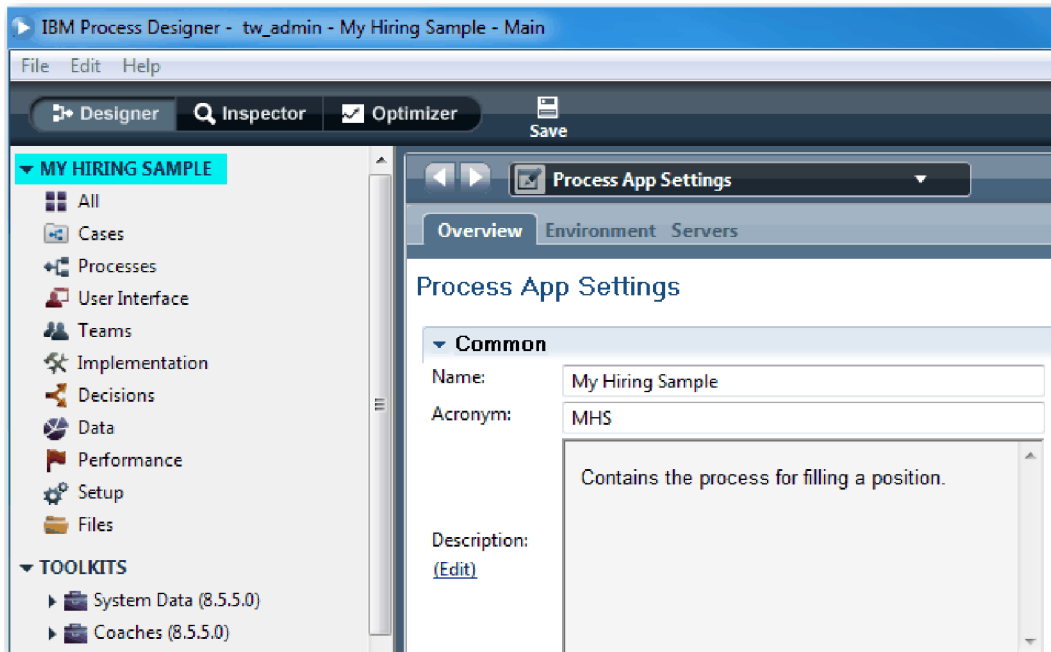 IBM Process Designer - tw_admin - My Hiring Sample - Main
File Edit Help
Designer Inspector Optimizer Save
MY HIRING SAMPLE
All
Cases
Processes
User Interface
Teams
Implementation
Decisions
Data
Performance
Setup
Files
TOOLKITS
System Data (8.5.5.0)
Coaches (8.5.5.0)
Process App Settings
Overview Environment Servers
Process App Settings
Common
Name: My Hiring Sample
Acronym: MHS
Contains the process for filling a position.
Description:
(Edit)